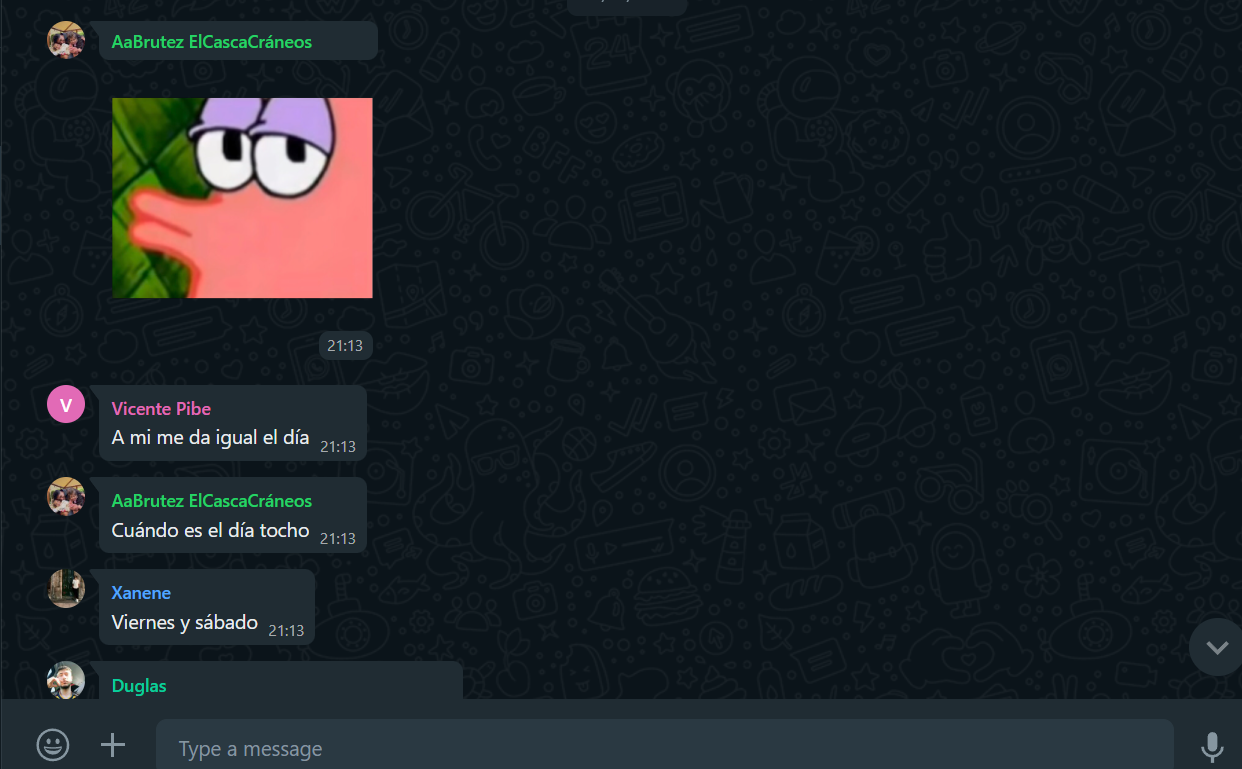 AaBrutez ElCascaCráneos
21:13
V
Vicente Pibe
A mi me da igual el día 21:13
AaBrutez ElCascaCráneos
Cuándo es el día tocho 21:13
Xanene
Viernes y sábado 21:13
Duglas
Type a message